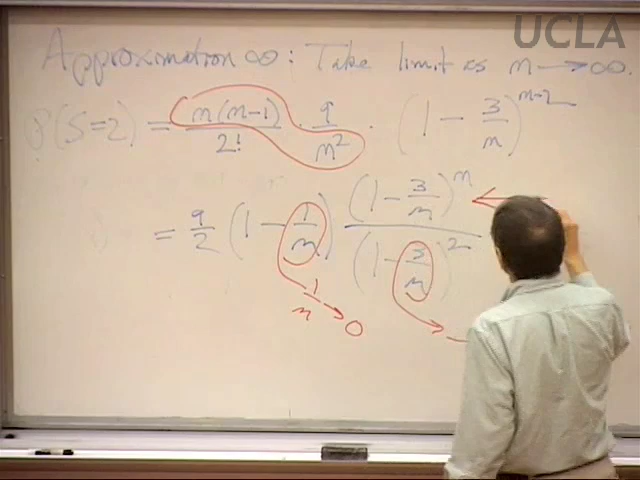 UCLA
Approximation ∞: Take limit as n → ∞.
P(S=2) = n(n-1)/2! · 9/n² · (1 - 3/n)^(n-2)
= 9/2 (1 - 1/n) (1 - 3/n)^n / (1 - 3/n)^2
1/n → 0